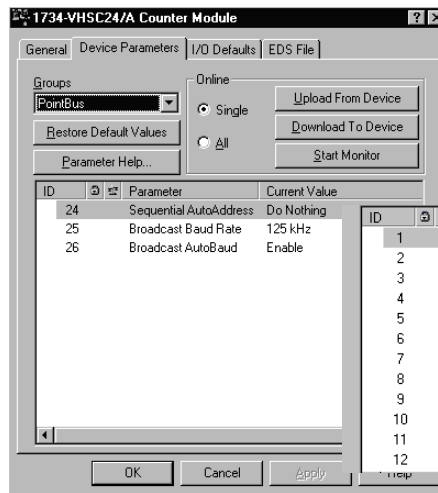 1734-VHSC24/A Counter Module
General Device Parameters I/O Defaults EDS File
Groups
PointBus
Restore Default Values
Parameter Help...
Online
Single
All
Upload From Device
Download To Device
Start Monitor
ID Parameter Current Value
24 Sequential AutoAddress Do Nothing
25 Broadcast Baud Rate 125 kHz
26 Broadcast AutoBaud Enable
ID
1
2
3
4
5
6
7
8
9
10
11
12
OK Cancel Apply Help